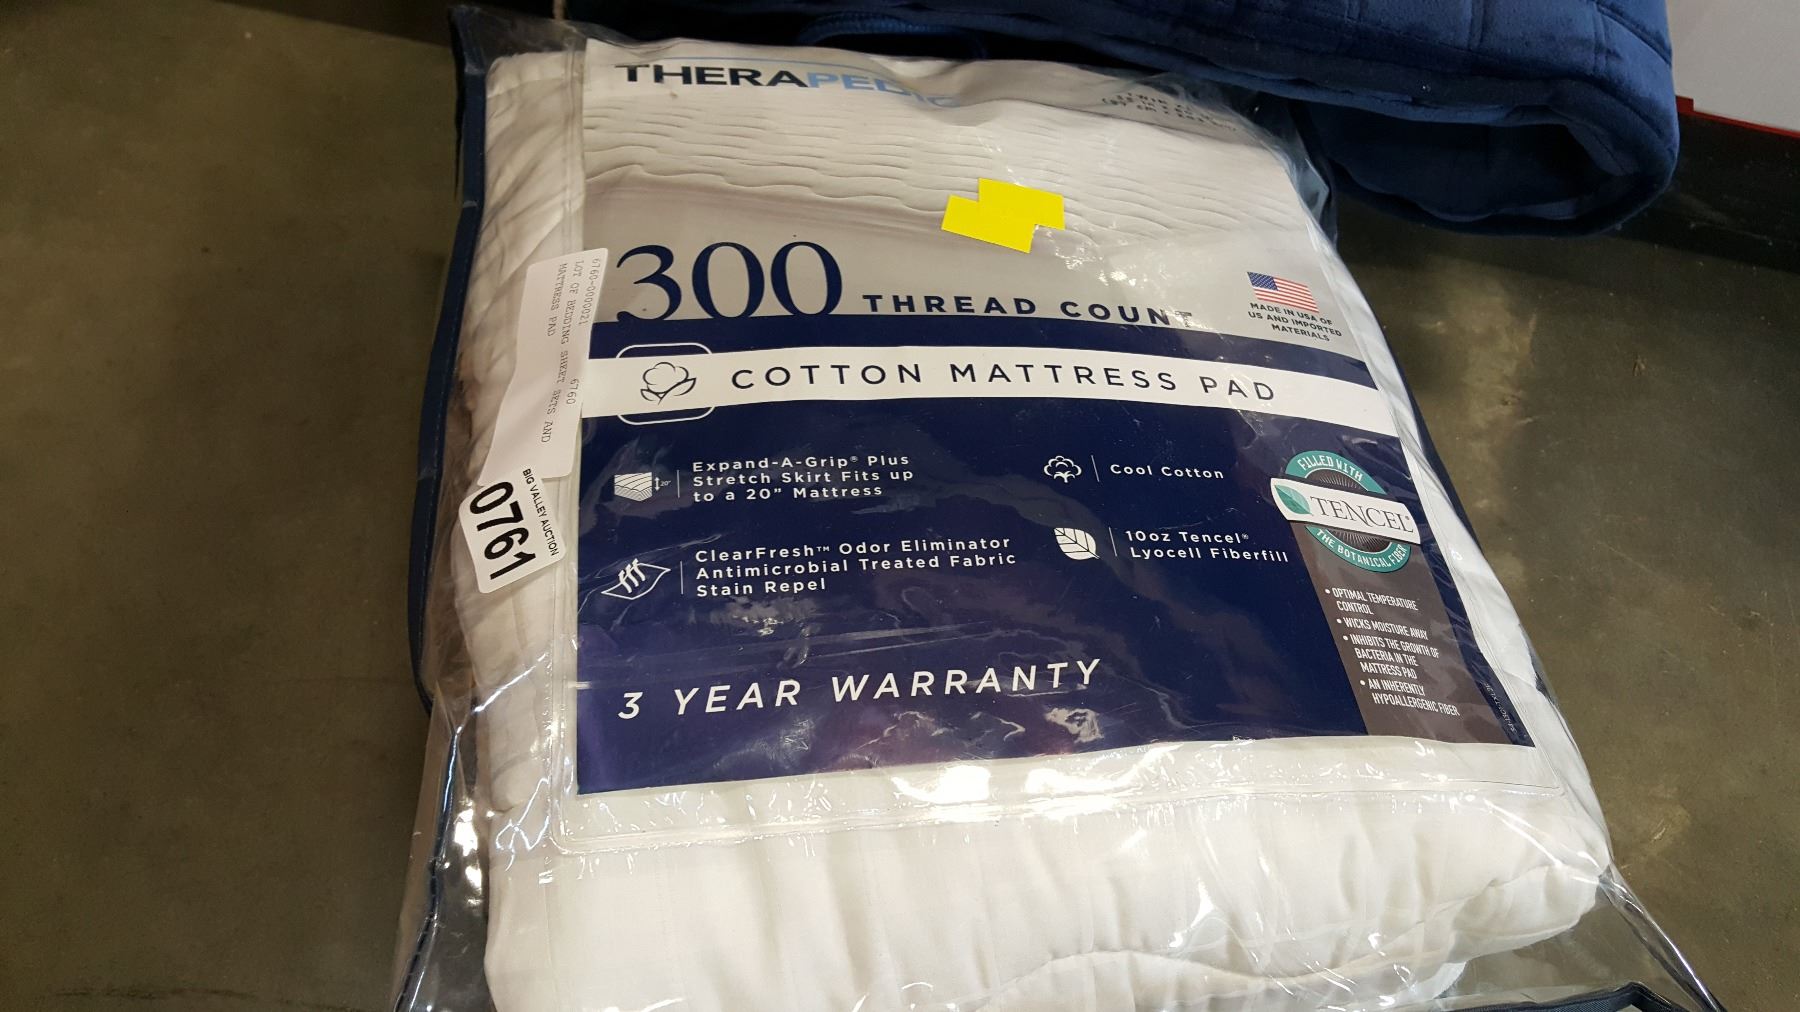 THERAPEDIC
300 THREAD COUNT
MADE IN USA OF
US AND IMPORTED
MATERIALS
COTTON MATTRESS PAD
Expand-A-Grip® Plus
Stretch Skirt Fits up
to a 20” Mattress
20"
Cool Cotton
ClearFresh™ Odor Eliminator
Antimicrobial Treated Fabric
Stain Repel
10oz Tencel®
Lyocell Fiberfill
3 YEAR WARRANTY
FILLED WITH
TENCEL®
THE BOTANICAL FIBER
• OPTIMAL TEMPERATURE
CONTROL
• WICKS MOISTURE AWAY
• INHIBITS THE GROWTH OF
BACTERIA IN THE
MATTRESS PAD
• AN INHERENTLY
HYPOALLERGENIC FIBER
6760-0000021 6760
LOT OF BEDDING SHEET SETS AND
MATTRESS PAD
BIG VALLEY AUCTION
0761